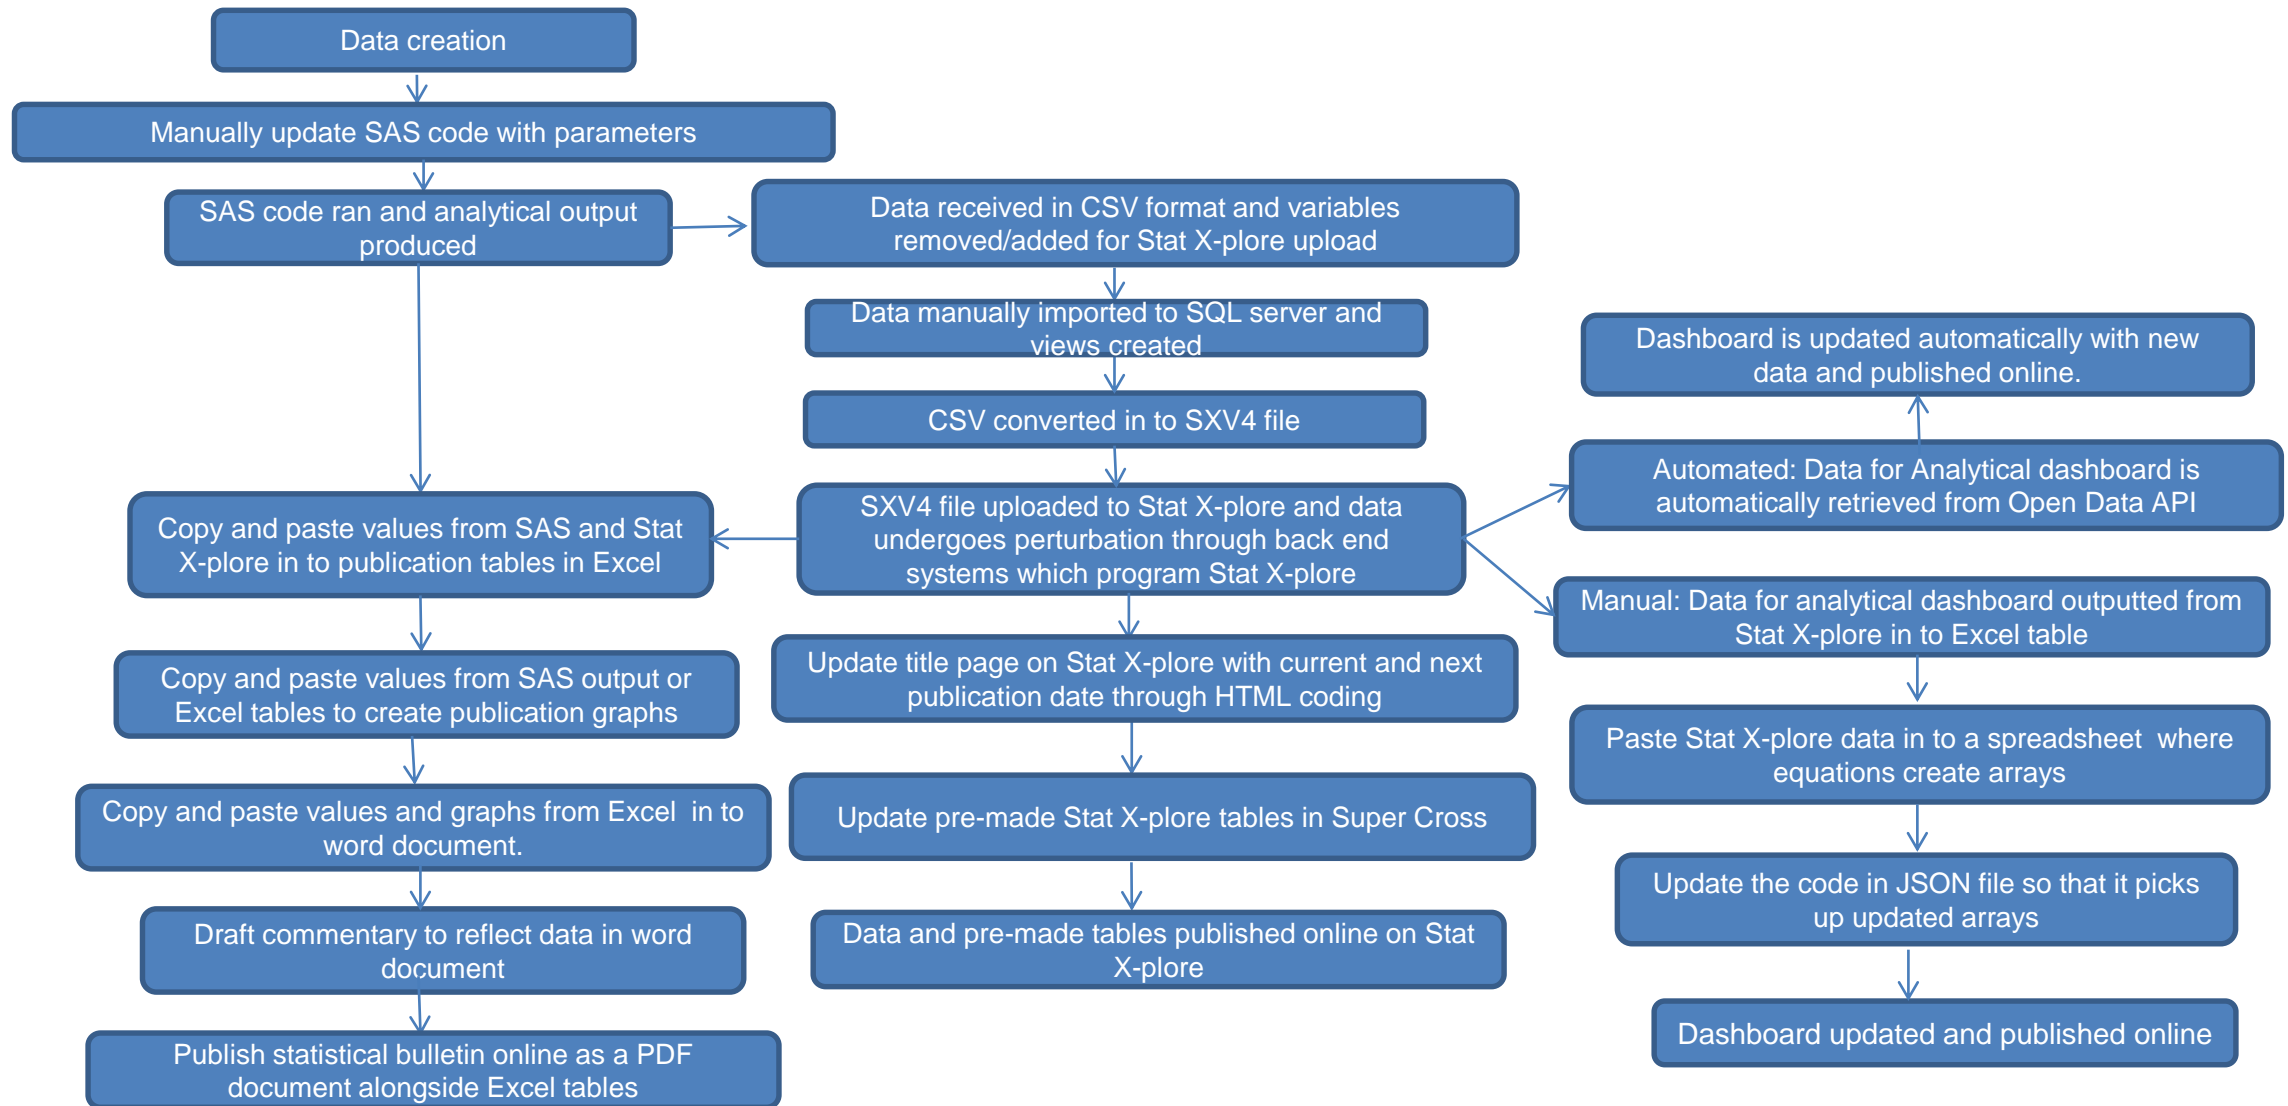 Data creation
Manually update SAS code with parameters
SAS code ran and analytical output
produced
Copy and paste values from SAS and Stat
X-plore in to publication tables in Excel
Copy and paste values from SAS output or
Excel tables to create publication graphs
Copy and paste values and graphs from Excel  in to
word document.
Draft commentary to reflect data in word
document
Publish statistical bulletin online as a PDF
document alongside Excel tables
Data received in CSV format and variables
removed/added for Stat X-plore upload
Data manually imported to SQL server and
views created
CSV converted in to SXV4 file
SXV4 file uploaded to Stat X-plore and data
undergoes perturbation through back end
systems which program Stat X-plore
Update title page on Stat X-plore with current and next
publication date through HTML coding
Update pre-made Stat X-plore tables in Super Cross
Data and pre-made tables published online on Stat
X-plore
Dashboard is updated automatically with new
data and published online.
Automated: Data for Analytical dashboard is
automatically retrieved from Open Data API
Manual: Data for analytical dashboard outputted from
Stat X-plore in to Excel table
Paste Stat X-plore data in to a spreadsheet  where
equations create arrays
Update the code in JSON file so that it picks
up updated arrays
Dashboard updated and published online